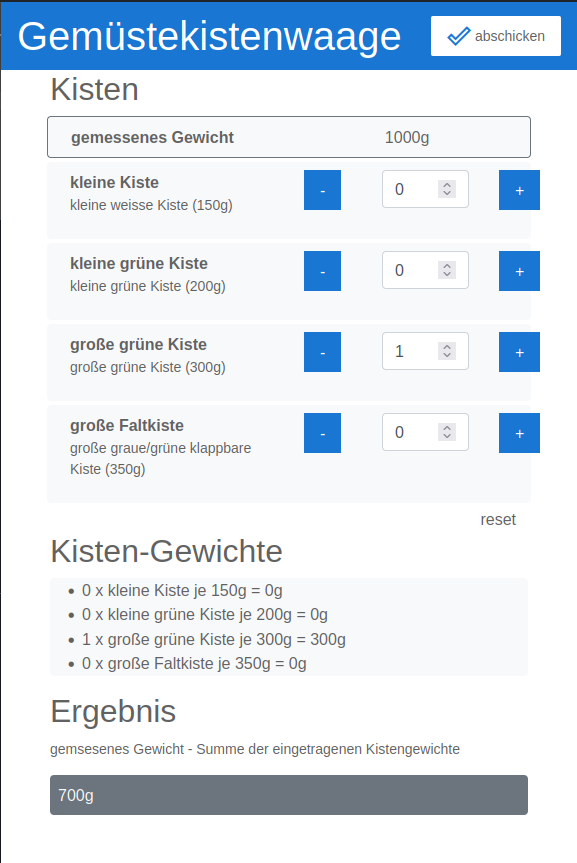 Gemüstekistenwaage
abschicken
Kisten
gemessenes Gewicht 1000g
kleine Kiste
kleine weisse Kiste (150g)
- 0 +
kleine grüne Kiste
kleine grüne Kiste (200g)
- 0 +
große grüne Kiste
große grüne Kiste (300g)
- 1 +
große Faltkiste
große graue/grüne klappbare
Kiste (350g)
- 0 +
reset
Kisten-Gewichte
• 0 x kleine Kiste je 150g = 0g
• 0 x kleine grüne Kiste je 200g = 0g
• 1 x große grüne Kiste je 300g = 300g
• 0 x große Faltkiste je 350g = 0g
Ergebnis
gemsesenes Gewicht - Summe der eingetragenen Kistengewichte
700g